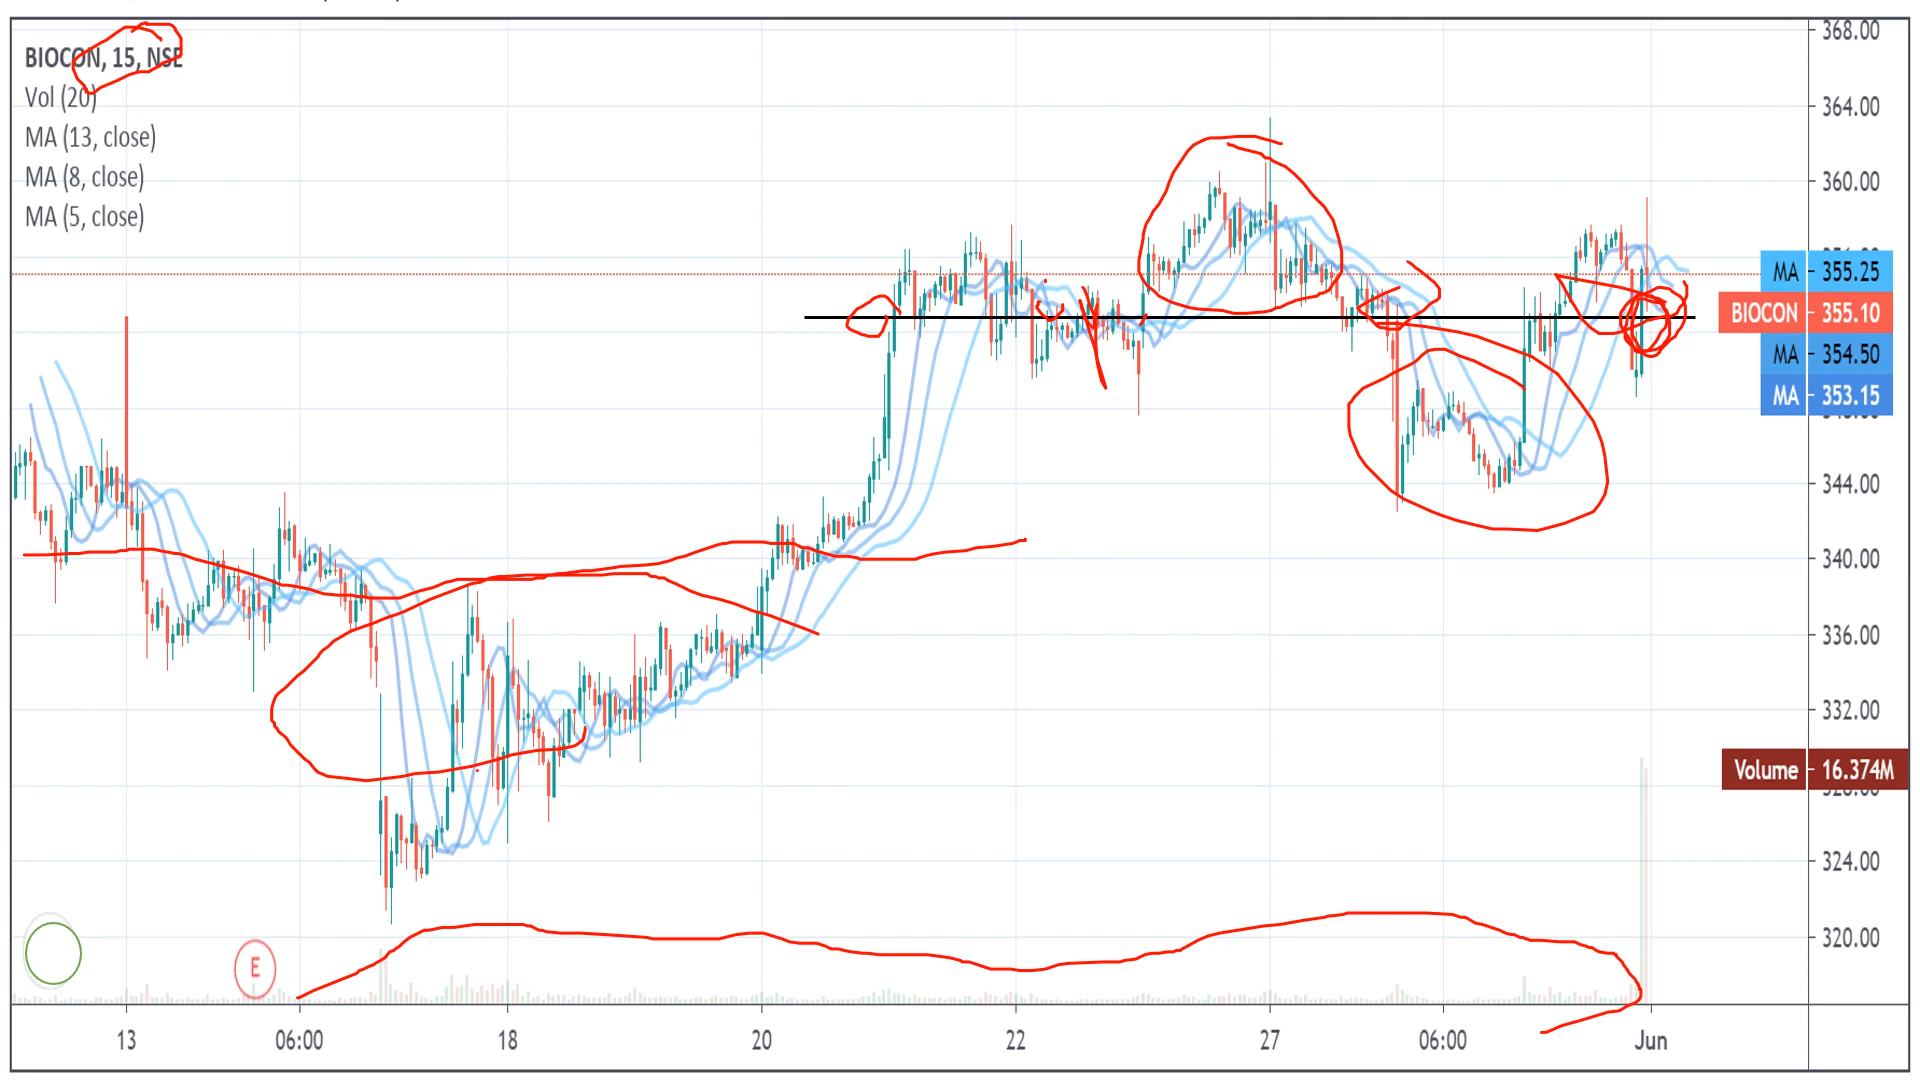 BIOCON, 15, NSE
Vol (20)
MA (13, close)
MA (8, close)
MA (5, close)
368.00
364.00
360.00
MA 355.25
BIOCON 355.10
MA 354.50
MA 353.15
344.00
340.00
336.00
332.00
Volume 16.374M
324.00
320.00
E
13 06:00 18 20 22 27 06:00 Jun